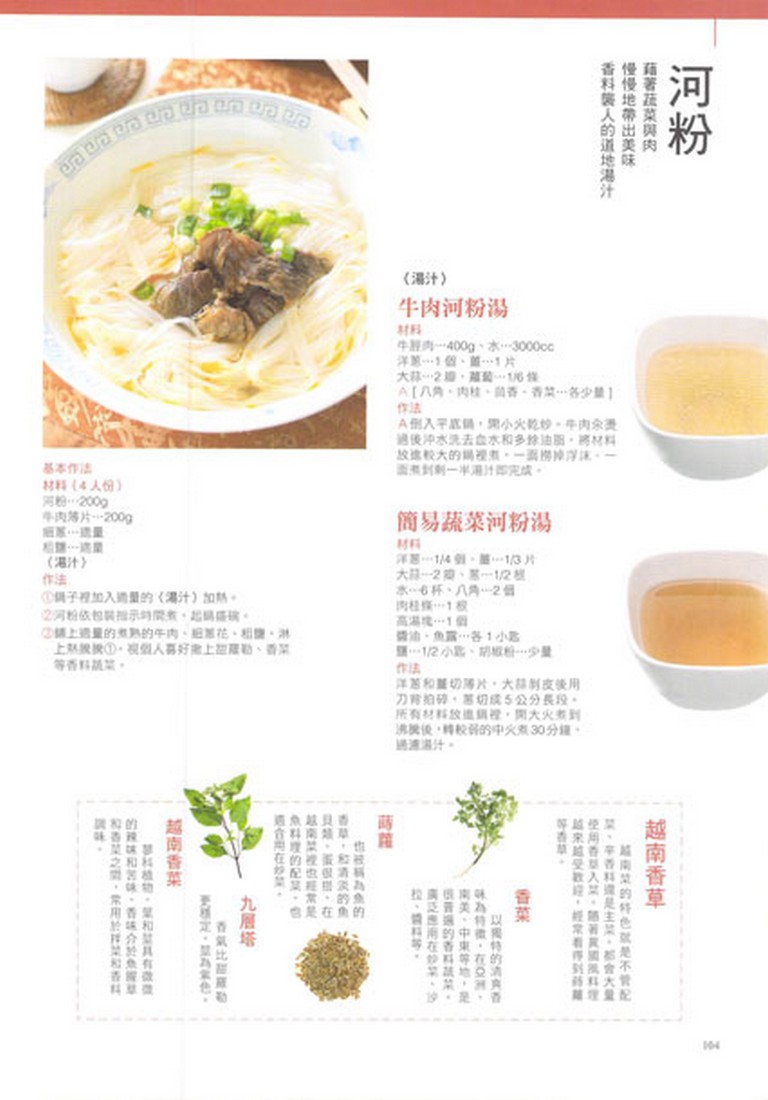 河粉
藉著蔬菜與肉
慢慢地帶出美味
香料襲人的道地湯汁
基本作法
材料（4人份）
河粉…200g
牛肉薄片…200g
細蔥…適量
粗鹽…適量
〈湯汁〉
作法
①鍋子裡加入適量的〈湯汁〉加熱。
②河粉依包裝指示時間煮，起鍋盛碗。
③鋪上適量的煮熟的牛肉、細蔥花、粗鹽，淋
上熱騰騰①。視個人喜好撒上甜羅勒、香菜
等香料蔬菜。
〈湯汁〉
牛肉河粉湯
材料
牛腱肉…400g、水…3000cc
洋蔥…1個、薑…1片
大蒜…2瓣、蘿蔔…1/6條
A［八角、肉桂、茴香、香菜…各少量］
作法
A倒入平底鍋，開小火乾炒。牛肉汆燙
過後沖水洗去血水和多餘油脂，將材料
放進較大的鍋裡煮，一面撈掉浮沫，一
面煮到剩一半湯汁即完成。
簡易蔬菜河粉湯
材料
洋蔥…1/4個、薑…1/3片
大蒜…2瓣、蔥…1/2根
水…6杯、八角…2個
肉桂條…1根
高湯塊…1個
醬油、魚露…各1小匙
鹽…1/2小匙、胡椒粉…少量
作法
洋蔥和薑切薄片，大蒜剝皮後用
刀背拍碎，蔥切成5公分長段。
所有材料放進鍋裡，開大火煮到
沸騰後，轉較弱的中火煮30分鐘，
過濾湯汁。
越南香草
越南菜的特色就是不管配
菜、辛香料還是主菜，都會大量
使用香草入菜。隨著異國風料理
越來越受歡迎，經常看得到蒔蘿
等香草。
香菜
以獨特的清爽香
味為特徵，在亞洲、
南美、中東等地，是
很普遍的香料蔬菜。
廣泛應用在炒菜、沙
拉、醬料等。
蒔蘿
也被稱為魚的
香草，和清淡的魚
貝類、蛋很搭，在
越南菜裡也經常是
魚料理的配菜，也
適合用在炒菜。
九層塔
香氣比甜羅勒
更穩定，莖為紫色。
越南香菜
蓼科植物。葉和莖具有微微
的辣味和苦味，香味介於魚腥草
和香菜之間，常用於拌菜和香料
調味。
104